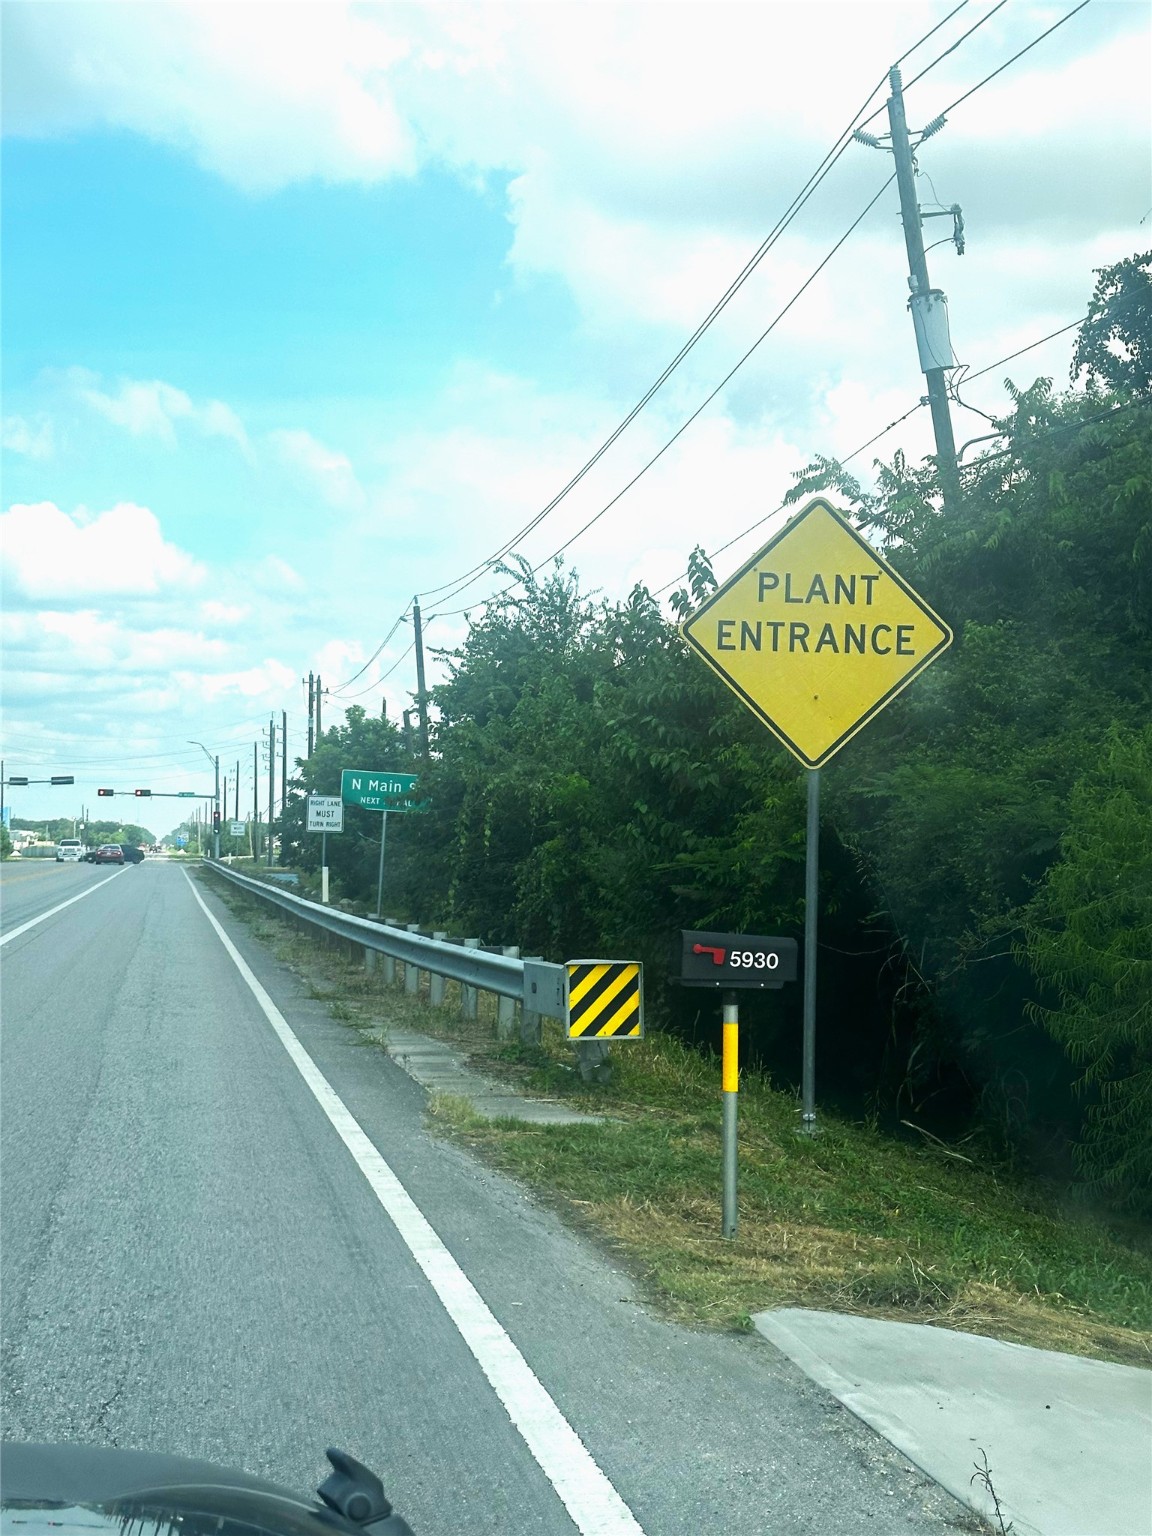 PLANT
ENTRANCE
N Main
NEXT
RIGHT LANE
MUST
TURN RIGHT
5930